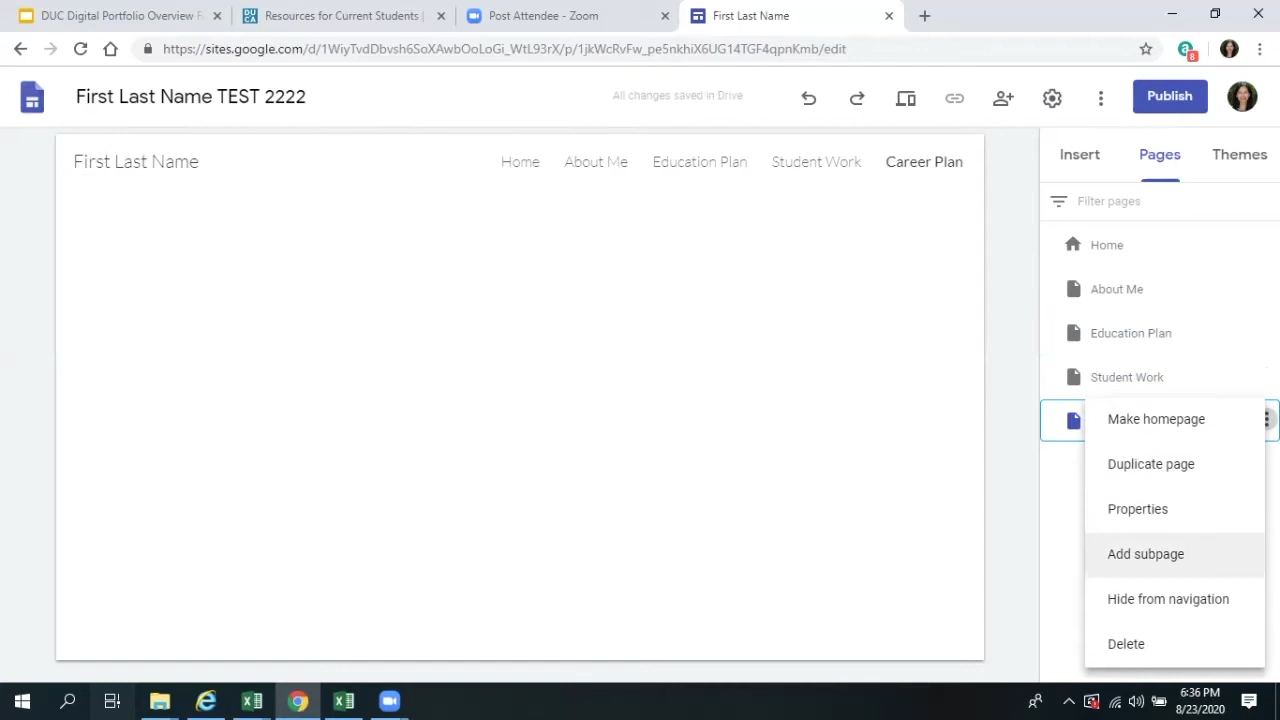 DUC Digital Portfolio Overview F
Resources for Current Students |
Post Attendee - Zoom
First Last Name
https://sites.google.com/d/1WiyTvdDbvsh6SoXAwbOoLoGi_WtL93rX/p/1jkWcRvFw_pe5nkhiX6UG14TGF4qpnKmb/edit
8
First Last Name TEST 2222
All changes saved in Drive
Publish
First Last Name
Home
About Me
Education Plan
Student Work
Career Plan
Insert
Pages
Themes
Filter pages
Home
About Me
Education Plan
Student Work
Make homepage
Duplicate page
Properties
Add subpage
Hide from navigation
Delete
6:36 PM
8/23/2020